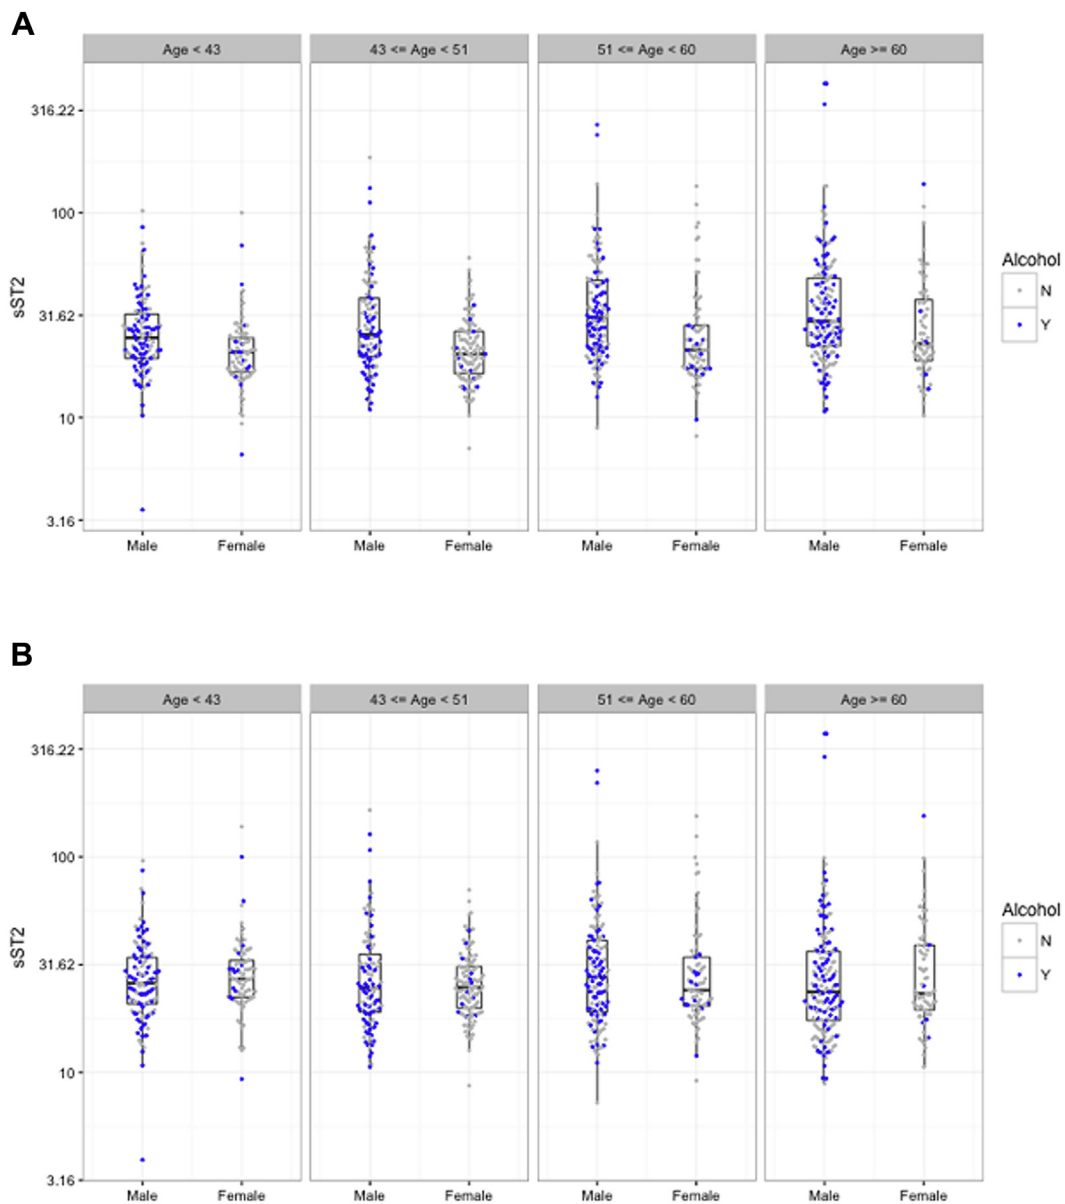 A
Age < 43
43 <= Age < 51
51 <= Age < 60
Age >= 60
316.22
100
31.62
10
3.16
sST2
Male
Female
Male
Female
Male
Female
Male
Female
Alcohol
N
Y
B
Age < 43
43 <= Age < 51
51 <= Age < 60
Age >= 60
316.22
100
31.62
10
3.16
sST2
Male
Female
Male
Female
Male
Female
Male
Female
Alcohol
N
Y